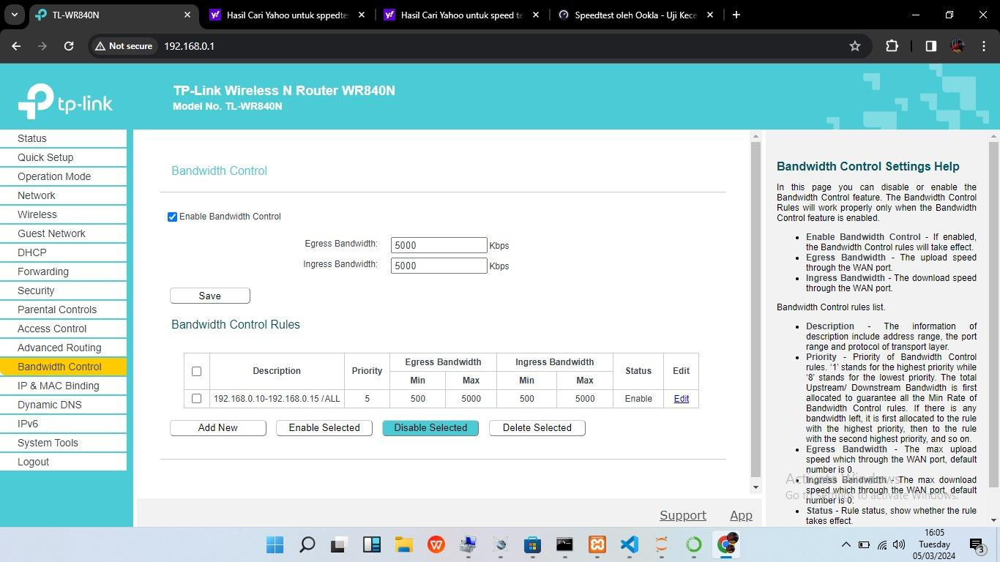 TL-WR840N
Hasil Cari Yahoo untuk sppedte
Hasil Cari Yahoo untuk speed te
Speedtest oleh Ookla - Uji Kece
Not secure
192.168.0.1
tp-link
TP-Link Wireless N Router WR840N
Model No. TL-WR840N
Status
Quick Setup
Operation Mode
Network
Wireless
Guest Network
DHCP
Forwarding
Security
Parental Controls
Access Control
Advanced Routing
Bandwidth Control
IP & MAC Binding
Dynamic DNS
IPv6
System Tools
Logout
Bandwidth Control
Enable Bandwidth Control
Egress Bandwidth: 5000 Kbps
Ingress Bandwidth: 5000 Kbps
Save
Bandwidth Control Rules
Description Priority Egress Bandwidth Ingress Bandwidth Status Edit
Min Max Min Max
192.168.0.10-192.168.0.15 /ALL 5 500 5000 500 5000 Enable Edit
Add New Enable Selected Disable Selected Delete Selected
Support App
Bandwidth Control Settings Help
In this page you can disable or enable the
Bandwidth Control feature. The Bandwidth Control
Rules will work properly only when the Bandwidth
Control feature is enabled.
• Enable Bandwidth Control - If enabled,
the Bandwidth Control rules will take effect.
• Egress Bandwidth - The upload speed
through the WAN port.
• Ingress Bandwidth - The download speed
through the WAN port.
Bandwidth Control rules list.
• Description - The information of
description include address range, the port
range and protocol of transport layer.
• Priority - Priority of Bandwidth Control
rules. ‘1’ stands for the highest priority while
‘8’ stands for the lowest priority. The total
Upstream/ Downstream Bandwidth is first
allocated to guarantee all the Min Rate of
Bandwidth Control rules. If there is any
bandwidth left, it is first allocated to the rule
with the highest priority, then to the rule
with the second highest priority, and so on.
• Egress Bandwidth - The max upload
speed which through the WAN port, default
number is 0.
• Ingress Bandwidth - The max download
speed which through the WAN port, default
number is 0.
• Status - Rule status, show whether the rule
takes effect.
Activate Windows
Go to Settings to activate Windows.
16:05
Tuesday
05/03/2024
3